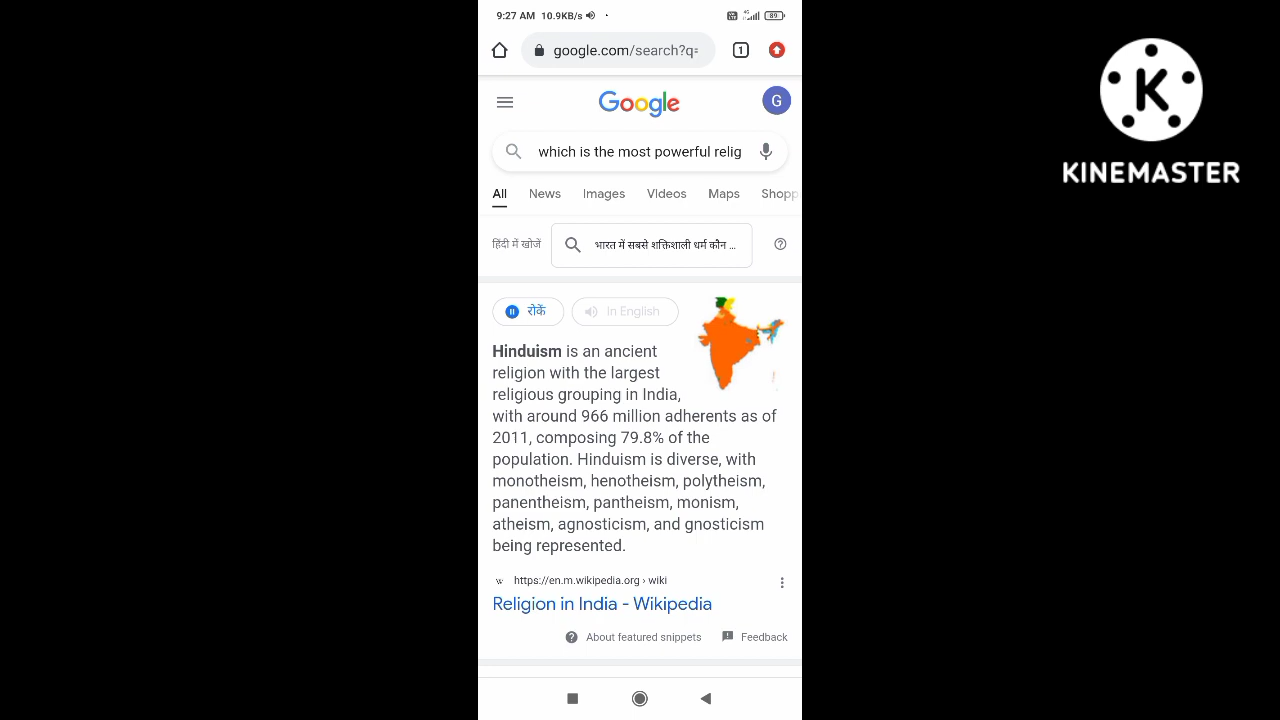 9:27 AM 10.9KB/s
4G
89
google.com/search?q=
1
Google
G
which is the most powerful relig
All News Images Videos Maps Shopp
हिंदी में खोजें
भारत में सबसे शक्तिशाली धर्म कौन ...
रोकें
In English
Hinduism is an ancient
religion with the largest
religious grouping in India,
with around 966 million adherents as of
2011, composing 79.8% of the
population. Hinduism is diverse, with
monotheism, henotheism, polytheism,
panentheism, pantheism, monism,
atheism, agnosticism, and gnosticism
being represented.
W https://en.m.wikipedia.org › wiki
Religion in India - Wikipedia
About featured snippets
Feedback
K
KINEMASTER